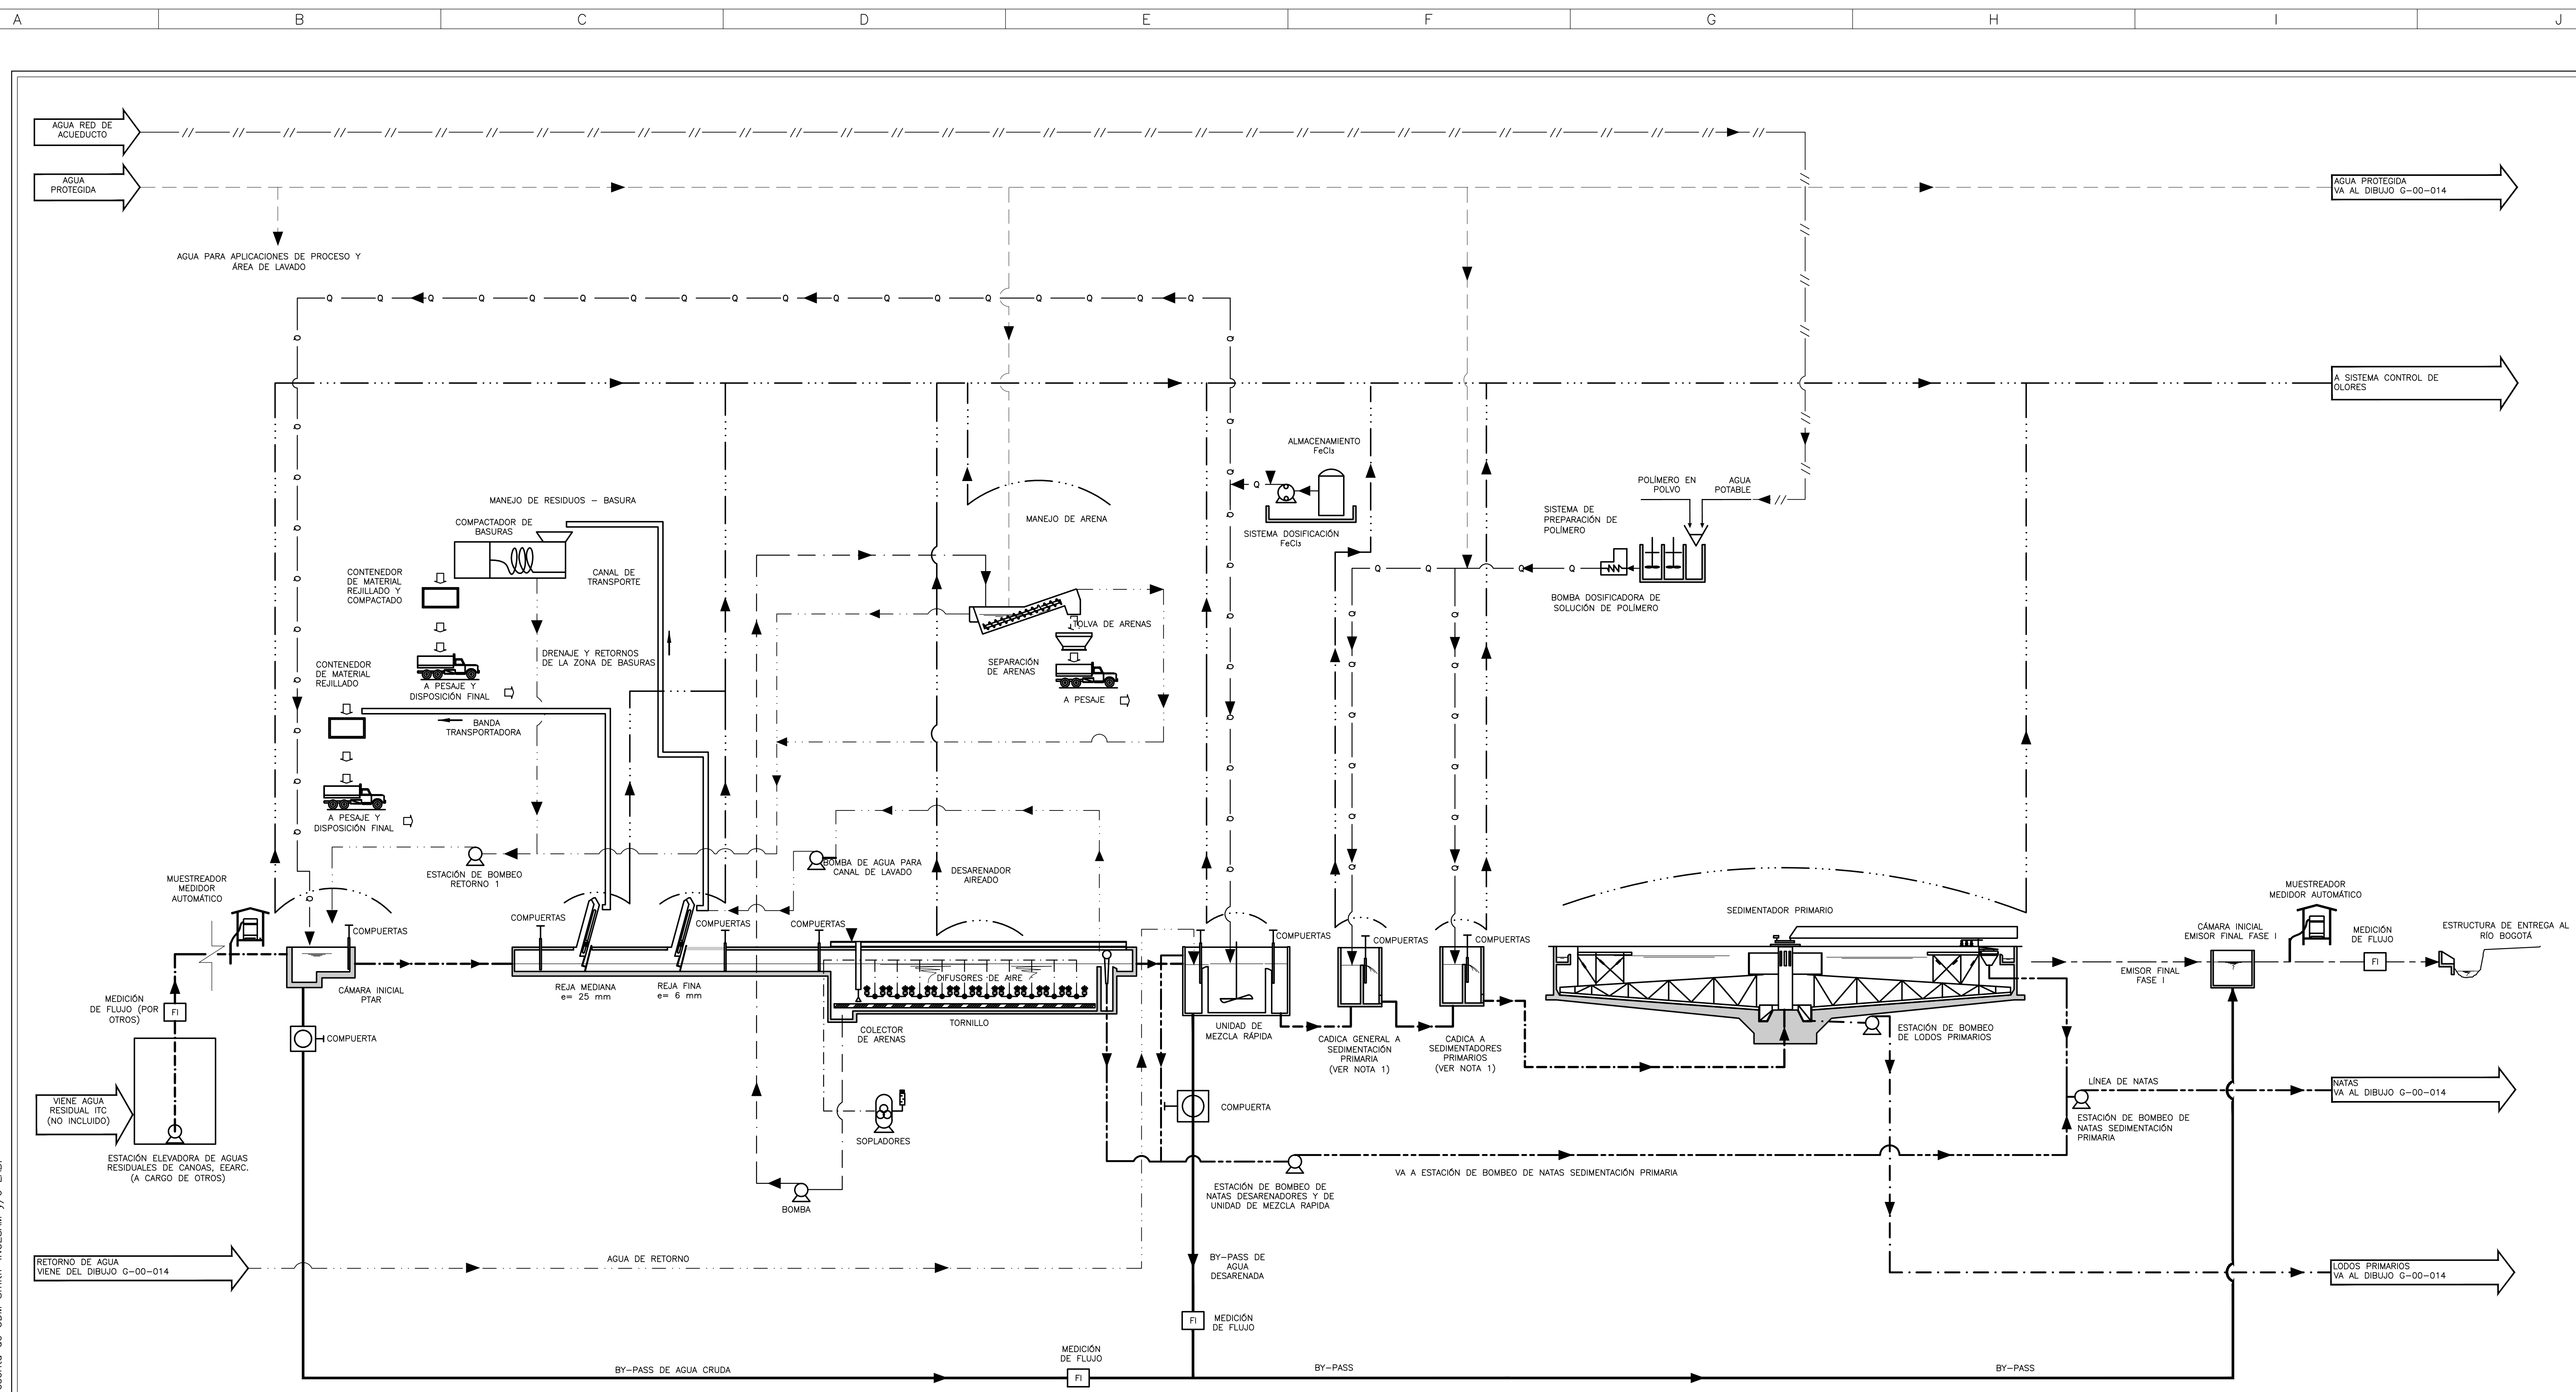 A
B
C
D
E
F
G
H
I
J
AGUA RED DE
ACUEDUCTO
AGUA
PROTEGIDA
AGUA PROTEGIDA
VA AL DIBUJO G-00-014
AGUA PARA APLICACIONES DE PROCESO Y
ÁREA DE LAVADO
A SISTEMA CONTROL DE
OLORES
ALMACENAMIENTO
FeCl₃
MANEJO DE RESIDUOS – BASURA
COMPACTADOR DE
BASURAS
MANEJO DE ARENA
SISTEMA DOSIFICACIÓN
FeCl₃
POLÍMERO EN
POLVO
AGUA
POTABLE
SISTEMA DE
PREPARACIÓN DE
POLÍMERO
BOMBA DOSIFICADORA DE
SOLUCIÓN DE POLÍMERO
CONTENEDOR
DE MATERIAL
REJILLADO Y
COMPACTADO
CANAL DE
TRANSPORTE
TOLVA DE ARENAS
DRENAJE Y RETORNOS
DE LA ZONA DE BASURAS
SEPARACIÓN
DE ARENAS
CONTENEDOR
DE MATERIAL
REJILLADO
A PESAJE Y
DISPOSICIÓN FINAL
A PESAJE
BANDA
TRANSPORTADORA
A PESAJE Y
DISPOSICIÓN FINAL
ESTACIÓN DE BOMBEO
RETORNO 1
BOMBA DE AGUA PARA
CANAL DE LAVADO
DESARENADOR
AIREADO
MUESTREADOR
MEDIDOR
AUTOMÁTICO
COMPUERTAS
COMPUERTAS
COMPUERTAS
COMPUERTAS
COMPUERTAS
COMPUERTAS
COMPUERTAS
SEDIMENTADOR PRIMARIO
MUESTREADOR
MEDIDOR AUTOMÁTICO
CÁMARA INICIAL
EMISOR FINAL FASE I
MEDICIÓN
DE FLUJO
ESTRUCTURA DE ENTREGA AL
RÍO BOGOTÁ
FI
EMISOR FINAL
FASE I
CÁMARA INICIAL
PTAR
REJA MEDIANA
e= 25 mm
REJA FINA
e= 6 mm
DIFUSORES DE AIRE
TORNILLO
COLECTOR
DE ARENAS
MEDICIÓN
DE FLUJO (POR
OTROS)
FI
COMPUERTA
UNIDAD DE
MEZCLA RÁPIDA
CADICA GENERAL A
SEDIMENTACIÓN
PRIMARIA
(VER NOTA 1)
CADICA A
SEDIMENTADORES
PRIMARIOS
(VER NOTA 1)
ESTACIÓN DE BOMBEO
DE LODOS PRIMARIOS
VIENE AGUA
RESIDUAL ITC
(NO INCLUIDO)
SOPLADORES
COMPUERTA
LÍNEA DE NATAS
NATAS
VA AL DIBUJO G-00-014
ESTACIÓN DE BOMBEO DE
NATAS SEDIMENTACIÓN
PRIMARIA
ESTACIÓN ELEVADORA DE AGUAS
RESIDUALES DE CANOAS, EEARC.
(A CARGO DE OTROS)
VA A ESTACIÓN DE BOMBEO DE NATAS SEDIMENTACIÓN PRIMARIA
ESTACIÓN DE BOMBEO DE
NATAS DESARENADORES Y DE
UNIDAD DE MEZCLA RAPIDA
BOMBA
RETORNO DE AGUA
VIENE DEL DIBUJO G-00-014
AGUA DE RETORNO
BY-PASS DE
AGUA
DESARENADA
LODOS PRIMARIOS
VA AL DIBUJO G-00-014
FI
MEDICIÓN
DE FLUJO
MEDICIÓN
DE FLUJO
FI
BY-PASS DE AGUA CRUDA
BY-PASS
BY-PASS